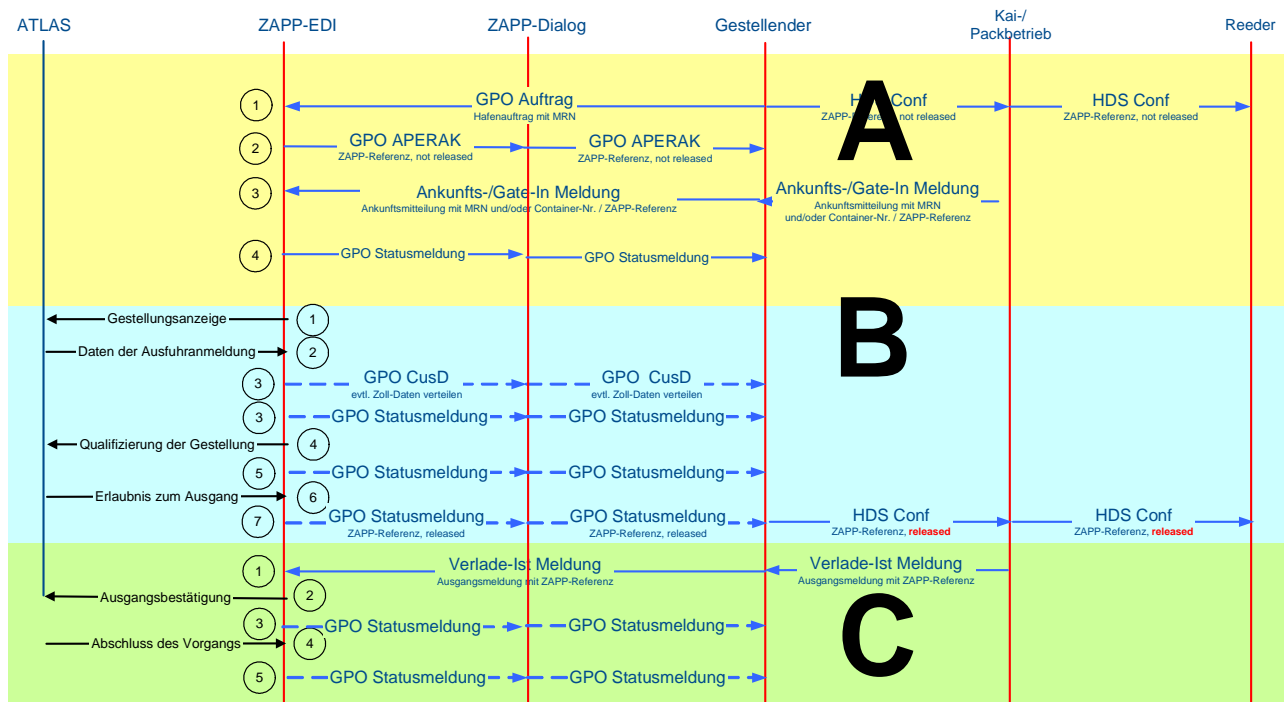 ATLAS
ZAPP-EDI
ZAPP-Dialog
Gestellender
Kai-/
Packbetrieb
Reeder
A
1
GPO Auftrag
Hafenauftrag mit MRN
HDS Conf
ZAPP-Referenz, not released
HDS Conf
ZAPP-Referenz, not released
2
GPO APERAK
ZAPP-Referenz, not released
GPO APERAK
ZAPP-Referenz, not released
3
Ankunfts-/Gate-In Meldung
Ankunftsmitteilung mit MRN und/oder Container-Nr. / ZAPP-Referenz
Ankunfts-/Gate-In Meldung
Ankunftsmitteilung mit MRN
und/oder Container-Nr. / ZAPP-Referenz
4
GPO Statusmeldung
GPO Statusmeldung
B
Gestellungsanzeige
1
Daten der Ausfuhranmeldung
2
3
GPO CusD
evtl. Zoll-Daten verteilen
GPO CusD
evtl. Zoll-Daten verteilen
3
GPO Statusmeldung
GPO Statusmeldung
Qualifizierung der Gestellung
4
5
GPO Statusmeldung
GPO Statusmeldung
Erlaubnis zum Ausgang
6
7
GPO Statusmeldung
ZAPP-Referenz, released
GPO Statusmeldung
ZAPP-Referenz, released
HDS Conf
ZAPP-Referenz, released
HDS Conf
ZAPP-Referenz, released
C
1
Verlade-Ist Meldung
Ausgangsmeldung mit ZAPP-Referenz
Verlade-Ist Meldung
Ausgangsmeldung mit ZAPP-Referenz
Ausgangsbestätigung
2
3
GPO Statusmeldung
GPO Statusmeldung
Abschluss des Vorgangs
4
5
GPO Statusmeldung
GPO Statusmeldung